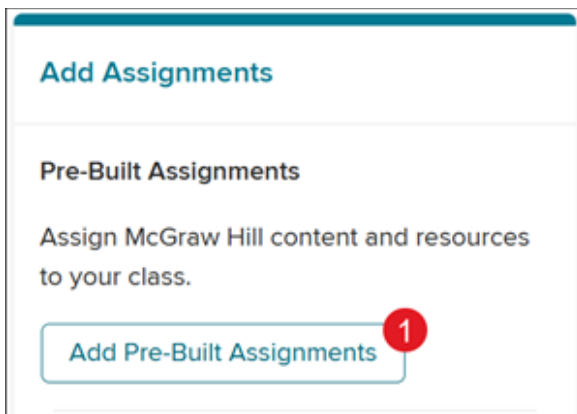 Add Assignments
Pre-Built Assignments
Assign McGraw Hill content and resources
to your class.
Add Pre-Built Assignments
1